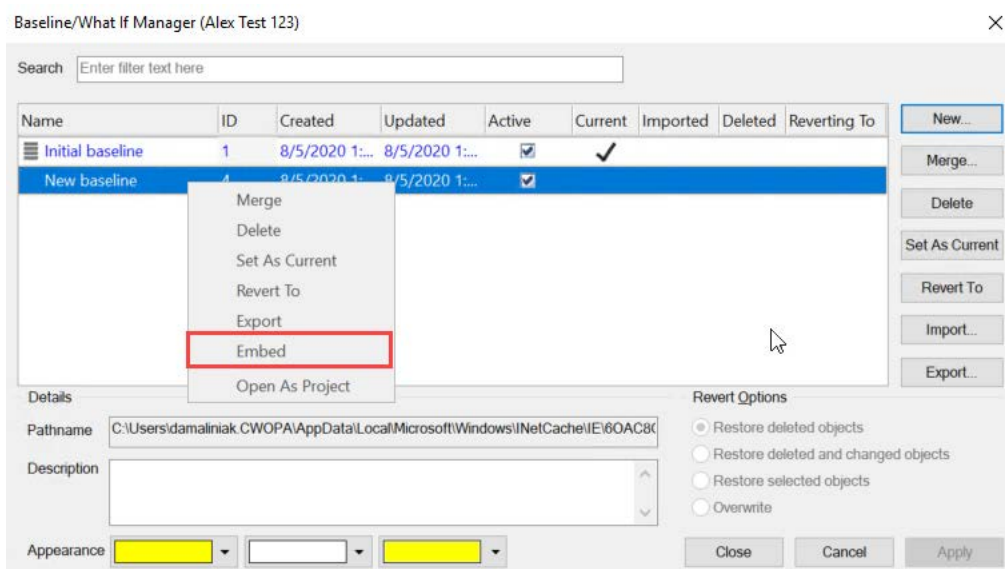 Baseline/What If Manager (Alex Test 123)
Search Enter filter text here
Name ID Created Updated Active Current Imported Deleted Reverting To New...
Initial baseline 1 8/5/2020 1:... 8/5/2020 1:...
Merge...
New baseline 4 8/5/2020 1:... 8/5/2020 1:...
Merge
Delete
Delete
Set As Current
Set As Current
Revert To
Revert To
Export
Import...
Embed
Export...
Open As Project
Details Revert Options
Pathname C:\Users\damaliniak.CWOPA\AppData\Local\Microsoft\Windows\INetCache\IE\6OAC8
Restore deleted objects
Restore deleted and changed objects
Description
Restore selected objects
Overwrite
Appearance Close Cancel Apply